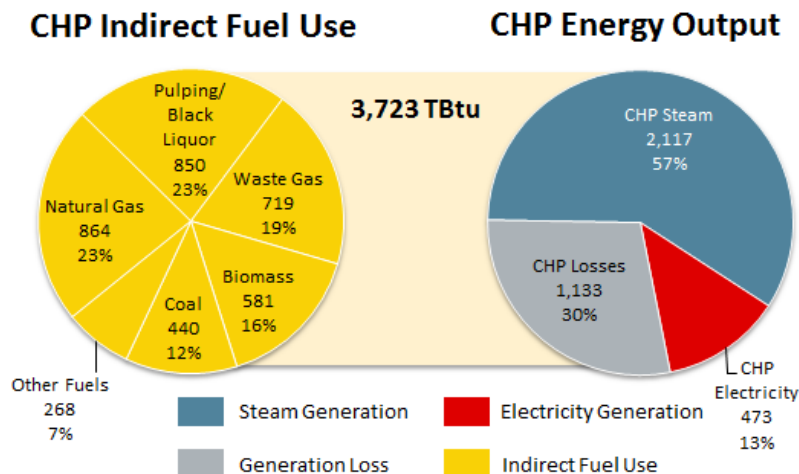 CHP Indirect Fuel Use
CHP Energy Output
3,723 TBtu
Pulping/
Black
Liquor
850
23%
Waste Gas
719
19%
Biomass
581
16%
Coal
440
12%
Other Fuels
268
7%
Natural Gas
864
23%
CHP Steam
2,117
57%
CHP Losses
1,133
30%
CHP
Electricity
473
13%
Steam Generation
Electricity Generation
Generation Loss
Indirect Fuel Use